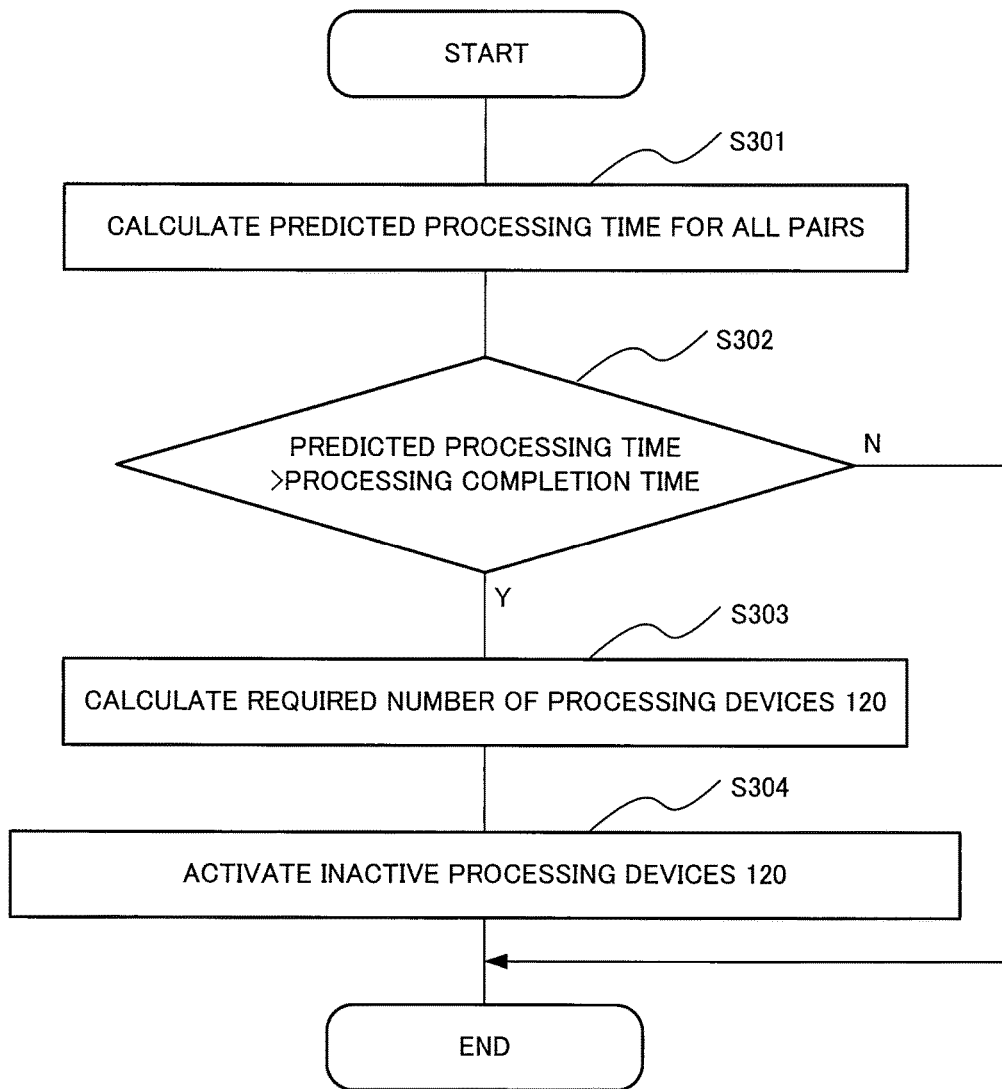 START
S301
CALCULATE PREDICTED PROCESSING TIME FOR ALL PAIRS
S302
PREDICTED PROCESSING TIME
>PROCESSING COMPLETION TIME
N
Y
S303
CALCULATE REQUIRED NUMBER OF PROCESSING DEVICES 120
S304
ACTIVATE INACTIVE PROCESSING DEVICES 120
END